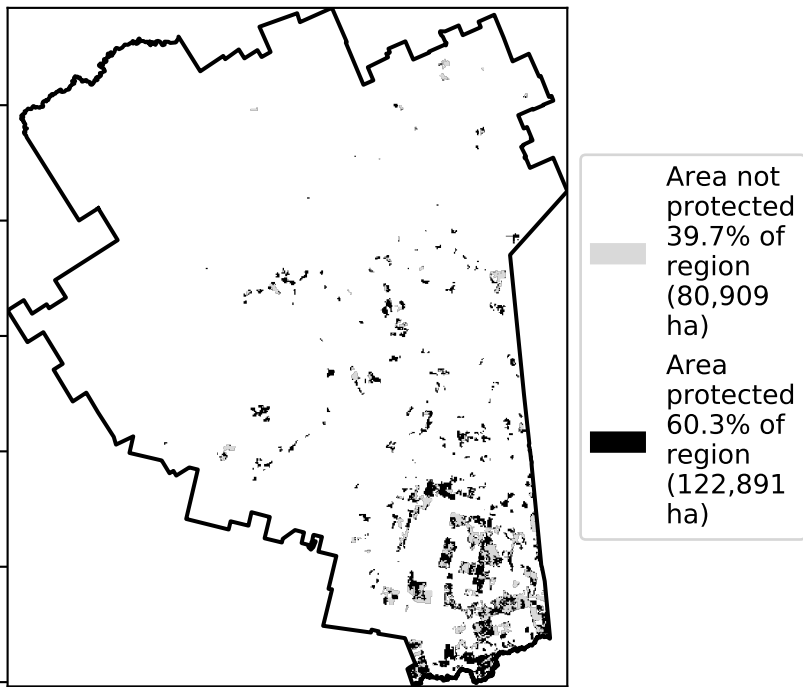 Area not
protected
39.7% of
region
(80,909
ha)
Area
protected
60.3% of
region
(122,891
ha)